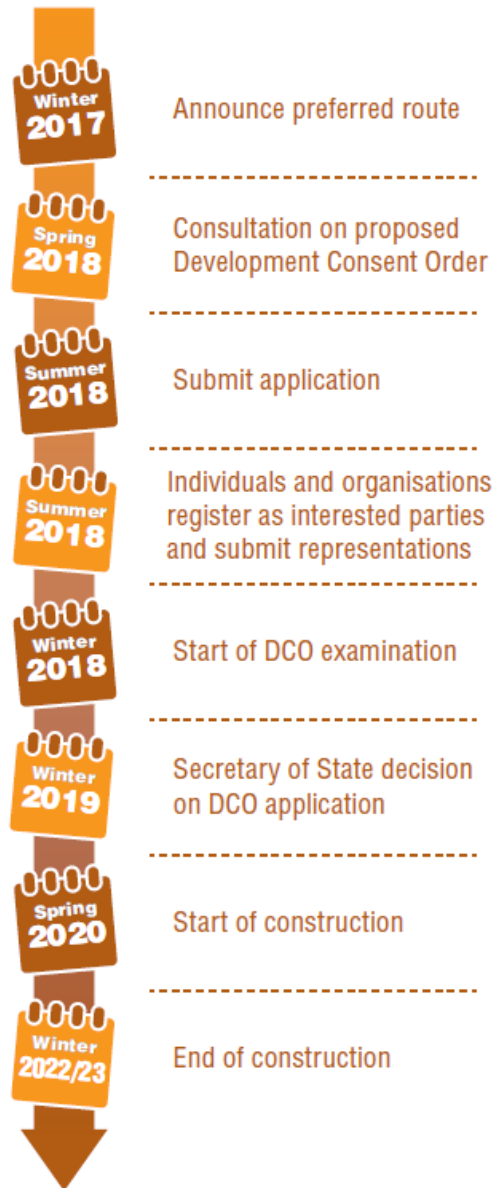 Winter
2017
Announce preferred route
Spring
2018
Consultation on proposed
Development Consent Order
Summer
2018
Submit application
Summer
2018
Individuals and organisations
register as interested parties
and submit representations
Winter
2018
Start of DCO examination
Winter
2019
Secretary of State decision
on DCO application
Spring
2020
Start of construction
Winter
2022/23
End of construction